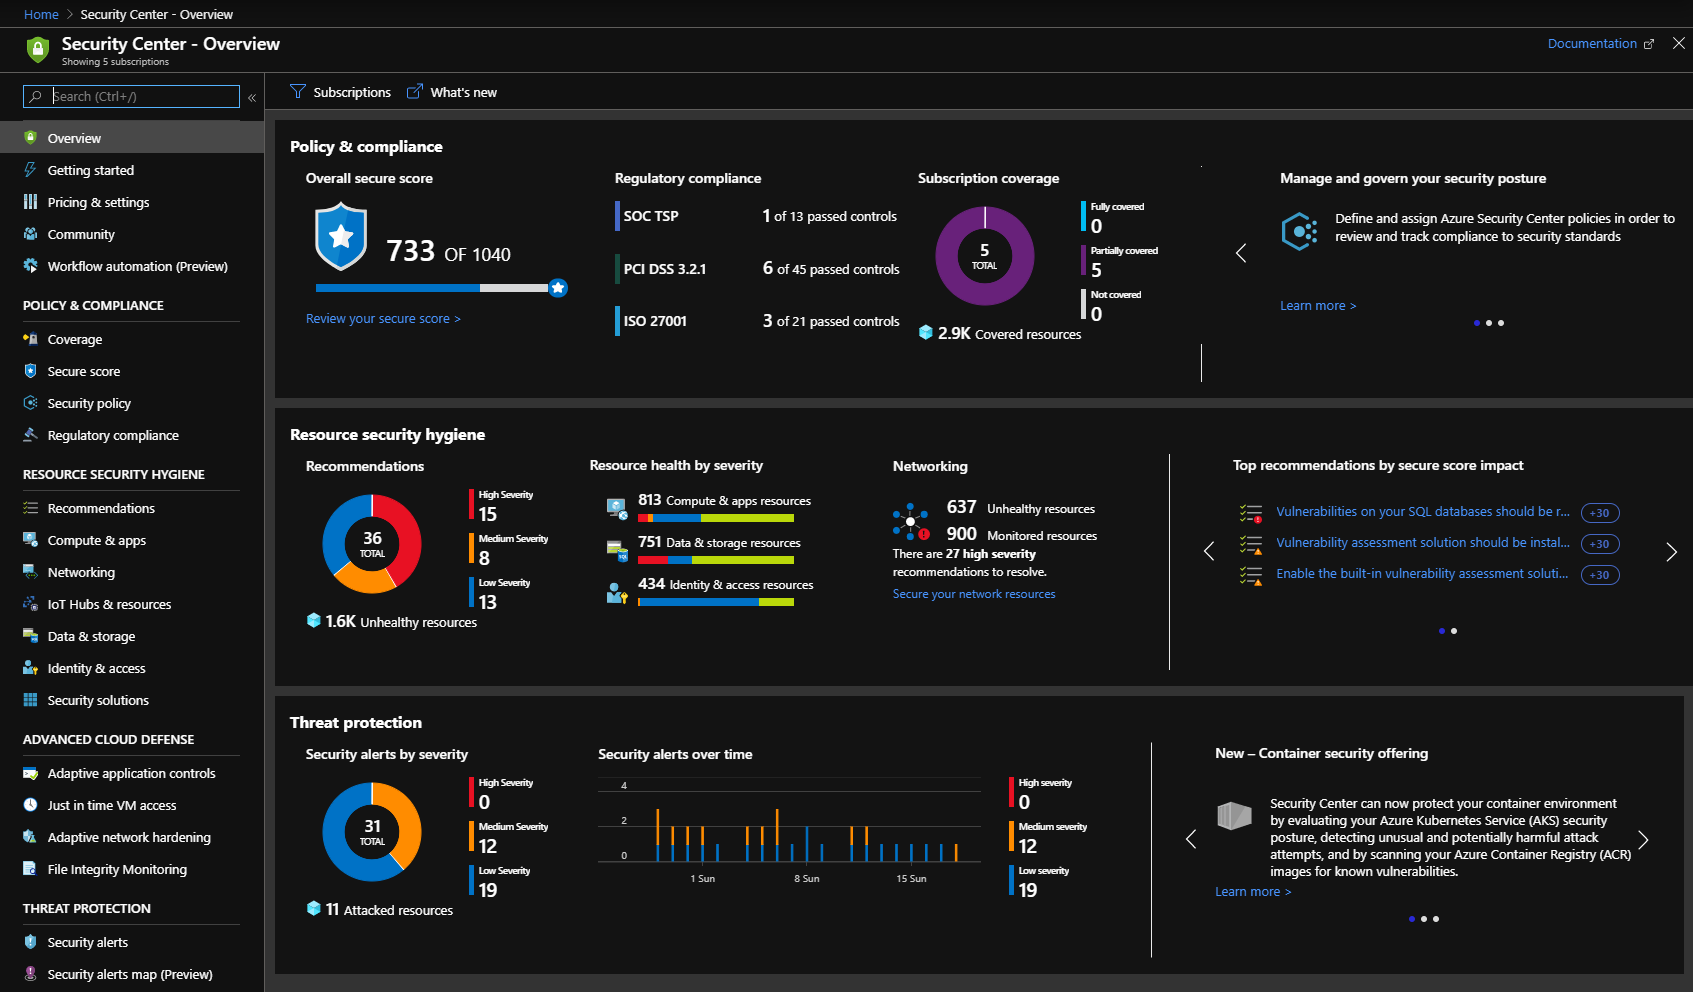 Home > Security Center - Overview
Security Center - Overview
Showing 5 subscriptions
Documentation
Search (Ctrl+/)
«
Overview
Getting started
Pricing & settings
Community
Workflow automation (Preview)
POLICY & COMPLIANCE
Coverage
Secure score
Security policy
Regulatory compliance
RESOURCE SECURITY HYGIENE
Recommendations
Compute & apps
Networking
IoT Hubs & resources
Data & storage
Identity & access
Security solutions
ADVANCED CLOUD DEFENSE
Adaptive application controls
Just in time VM access
Adaptive network hardening
File Integrity Monitoring
THREAT PROTECTION
Security alerts
Security alerts map (Preview)
Subscriptions
What's new
Policy & compliance
Overall secure score
733 OF 1040
Review your secure score >
Regulatory compliance
SOC TSP 1 of 13 passed controls
PCI DSS 3.2.1 6 of 45 passed controls
ISO 27001 3 of 21 passed controls
Subscription coverage
5
TOTAL
Fully covered
0
Partially covered
5
Not covered
0
2.9K Covered resources
Manage and govern your security posture
Define and assign Azure Security Center policies in order to
review and track compliance to security standards
Learn more >
Resource security hygiene
Recommendations
36
TOTAL
High Severity
15
Medium Severity
8
Low Severity
13
1.6K Unhealthy resources
Resource health by severity
813 Compute & apps resources
751 Data & storage resources
434 Identity & access resources
Networking
637 Unhealthy resources
900 Monitored resources
There are 27 high severity
recommendations to resolve.
Secure your network resources
Top recommendations by secure score impact
Vulnerabilities on your SQL databases should be r... +30
Vulnerability assessment solution should be instal... +30
Enable the built-in vulnerability assessment soluti... +30
Threat protection
Security alerts by severity
31
TOTAL
High Severity
0
Medium Severity
12
Low Severity
19
11 Attacked resources
Security alerts over time
4
2
0
1 Sun 8 Sun 15 Sun
High severity
0
Medium severity
12
Low severity
19
New – Container security offering
Security Center can now protect your container environment
by evaluating your Azure Kubernetes Service (AKS) security
posture, detecting unusual and potentially harmful attack
attempts, and by scanning your Azure Container Registry (ACR)
images for known vulnerabilities.
Learn more >